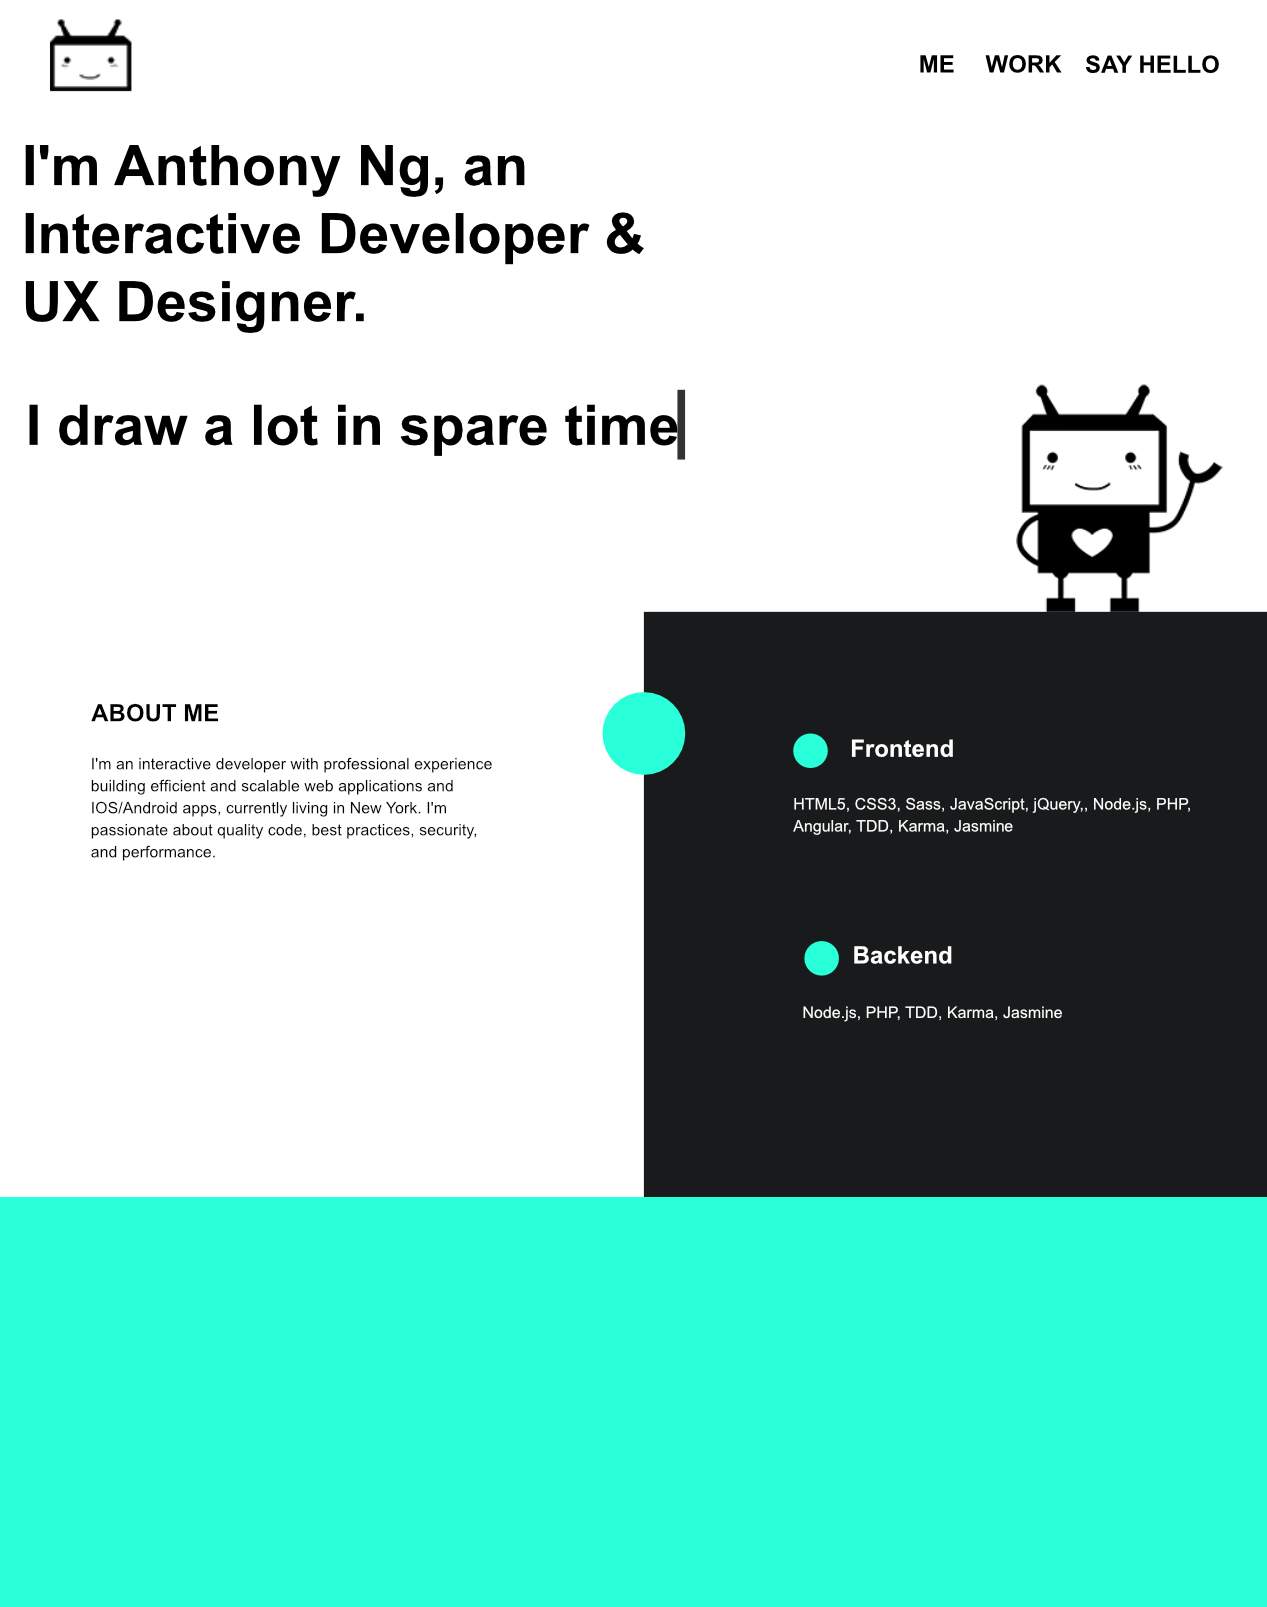 ME WORK SAY HELLO
I'm Anthony Ng, an
Interactive Developer &
UX Designer.
I draw a lot in spare time
ABOUT ME
I'm an interactive developer with professional experience
building efficient and scalable web applications and
IOS/Android apps, currently living in New York. I'm
passionate about quality code, best practices, security,
and performance.
Frontend
HTML5, CSS3, Sass, JavaScript, jQuery,, Node.js, PHP,
Angular, TDD, Karma, Jasmine
Backend
Node.js, PHP, TDD, Karma, Jasmine